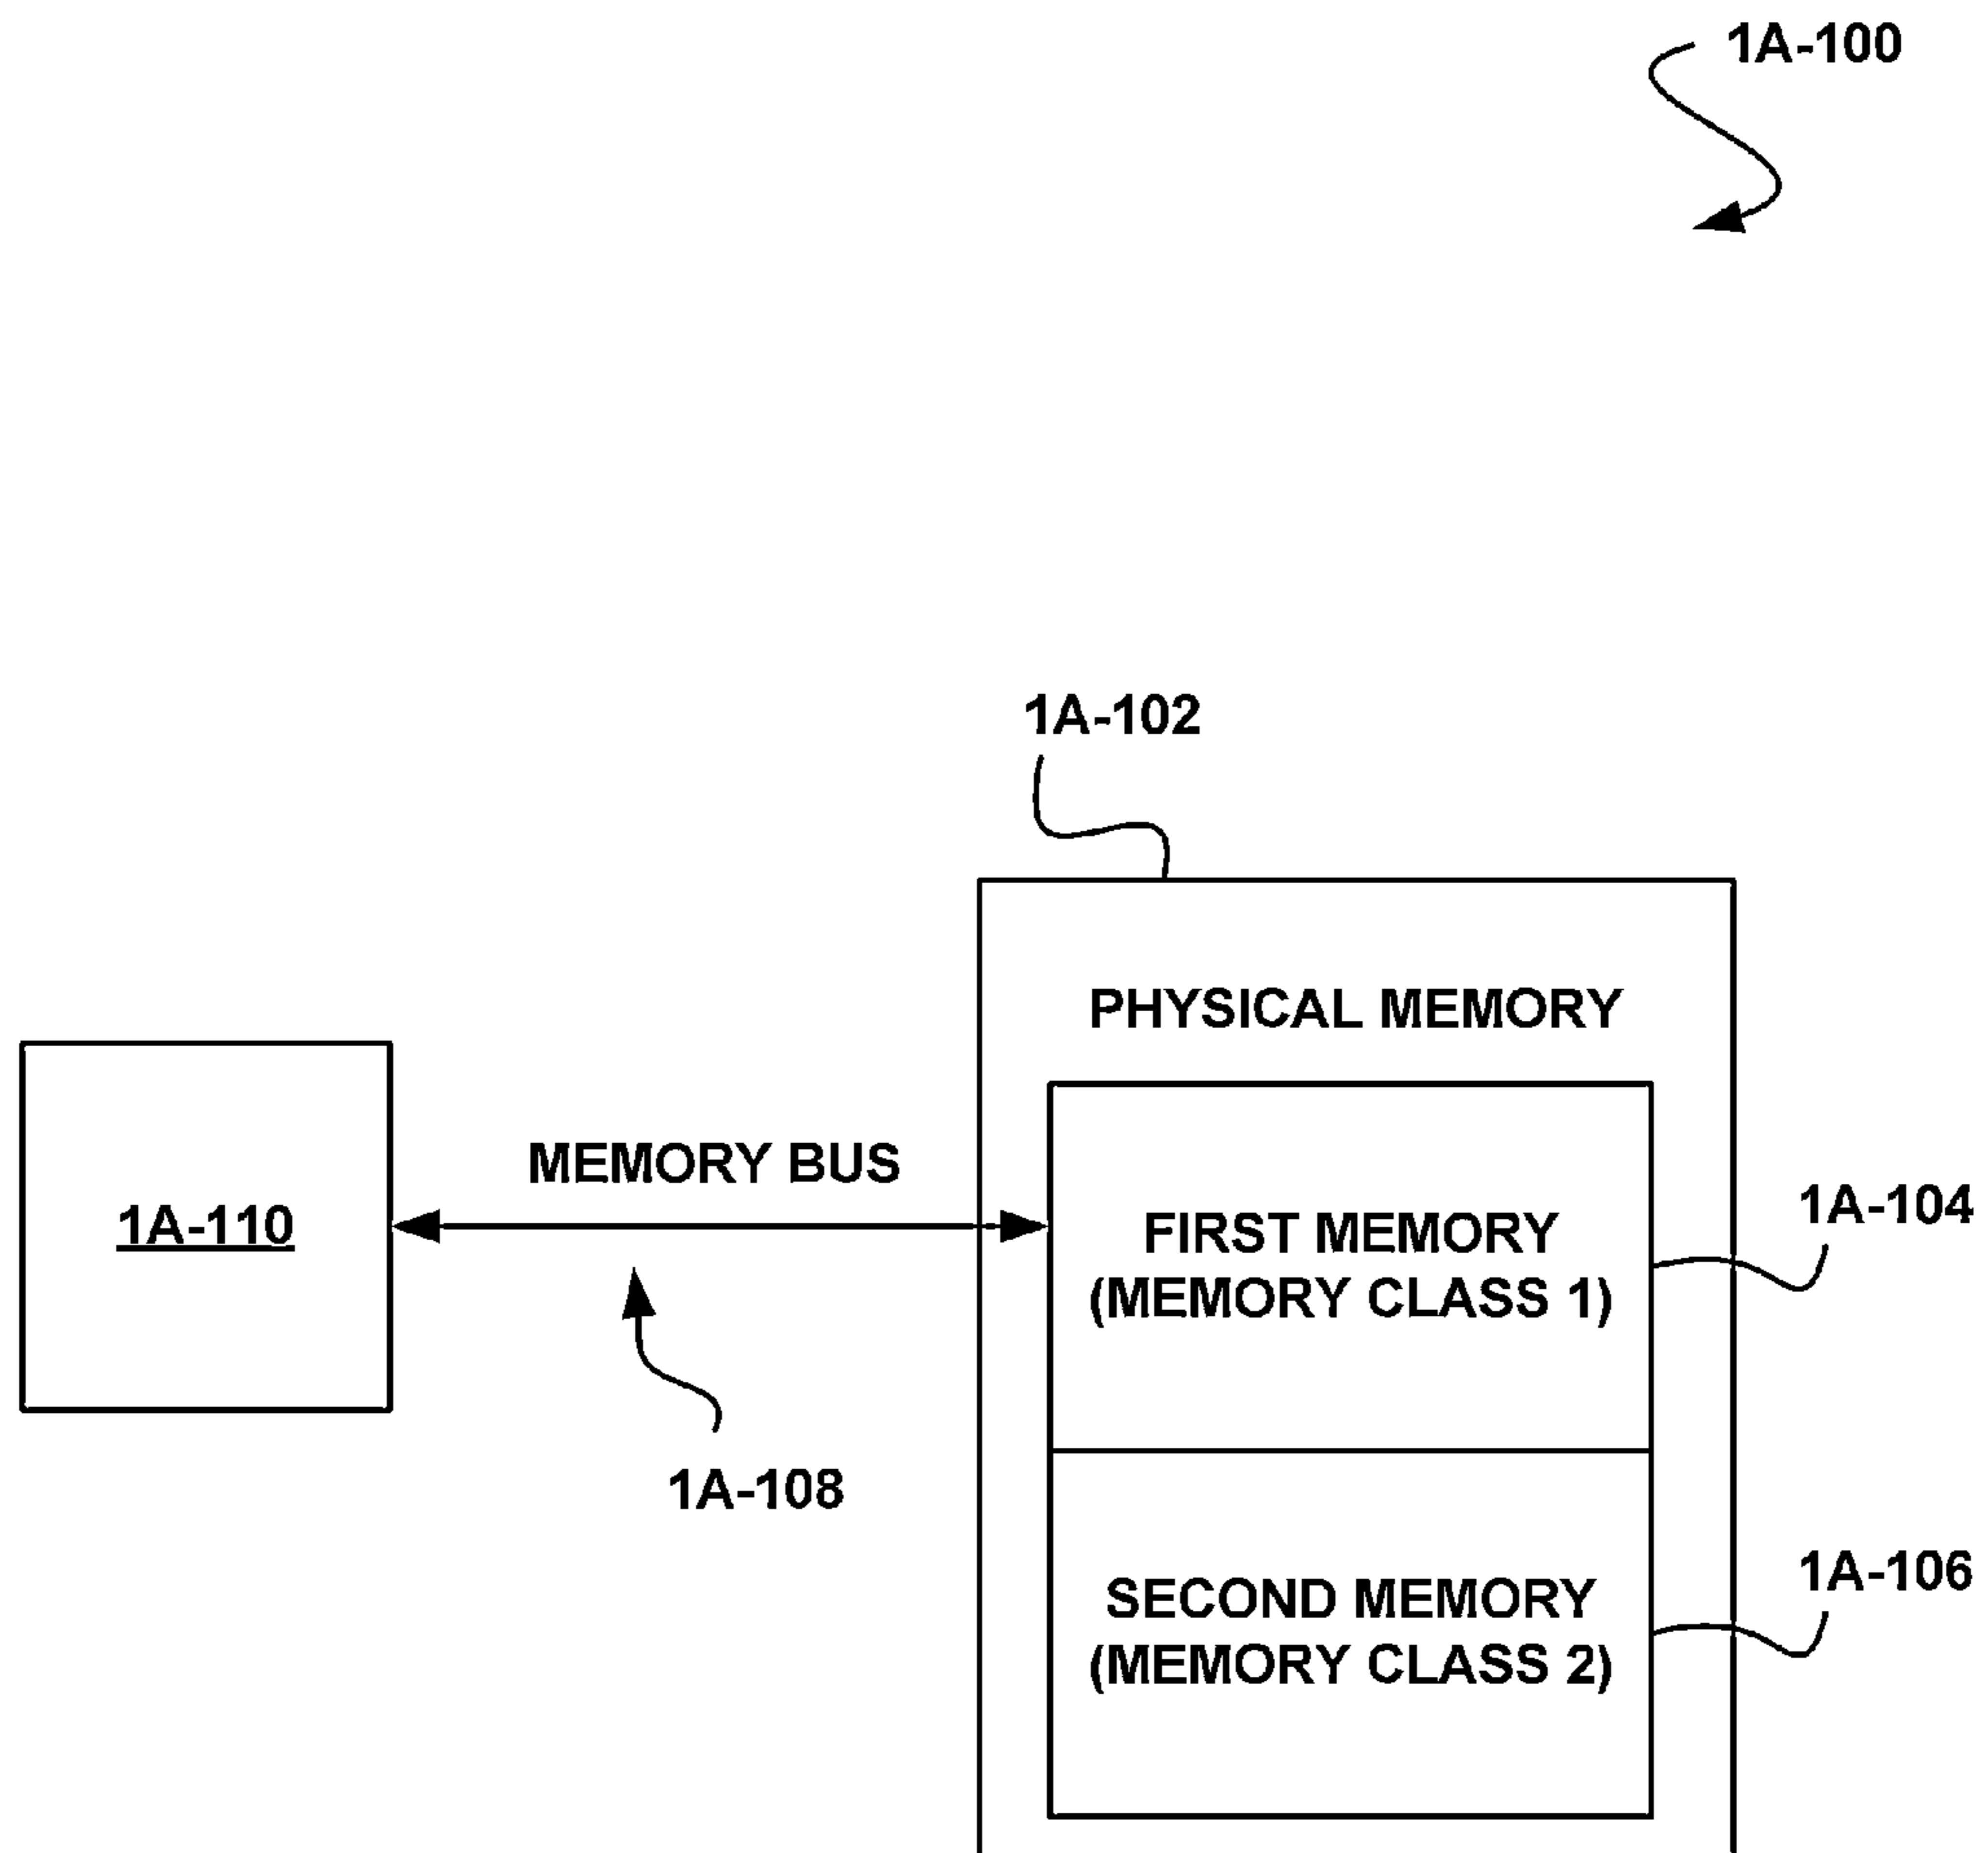 1A-100
1A-102
PHYSICAL MEMORY
MEMORY BUS
1A-110
FIRST MEMORY
(MEMORY CLASS 1)
1A-104
1A-108
SECOND MEMORY
(MEMORY CLASS 2)
1A-106